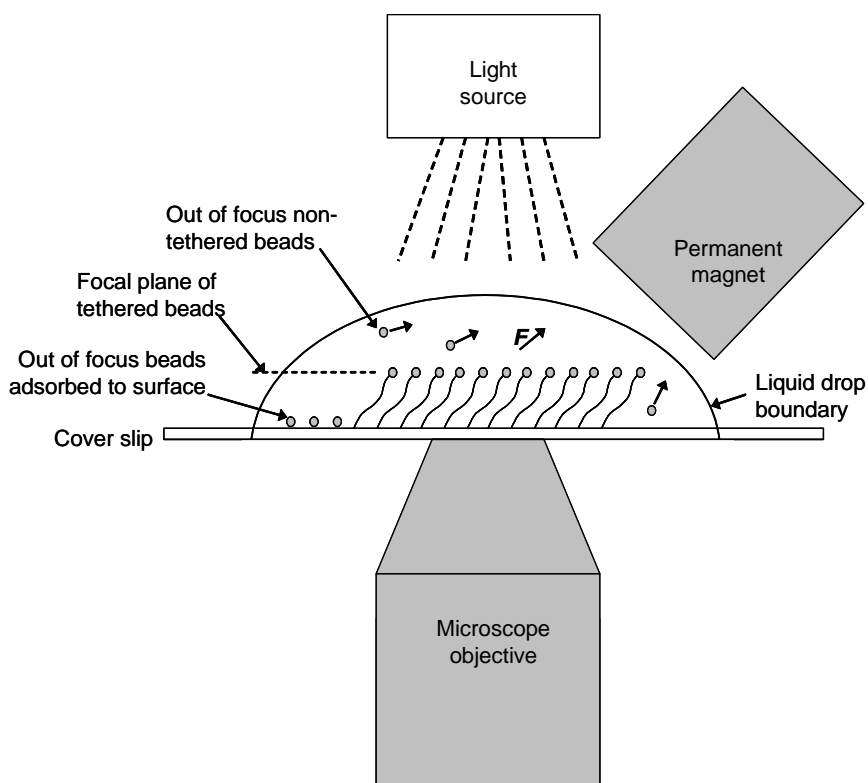 Light
source
Out of focus non-
tethered beads
Permanent
magnet
Focal plane of
tethered beads
F
Out of focus beads
adsorbed to surface
Liquid drop
boundary
Cover slip
Microscope
objective